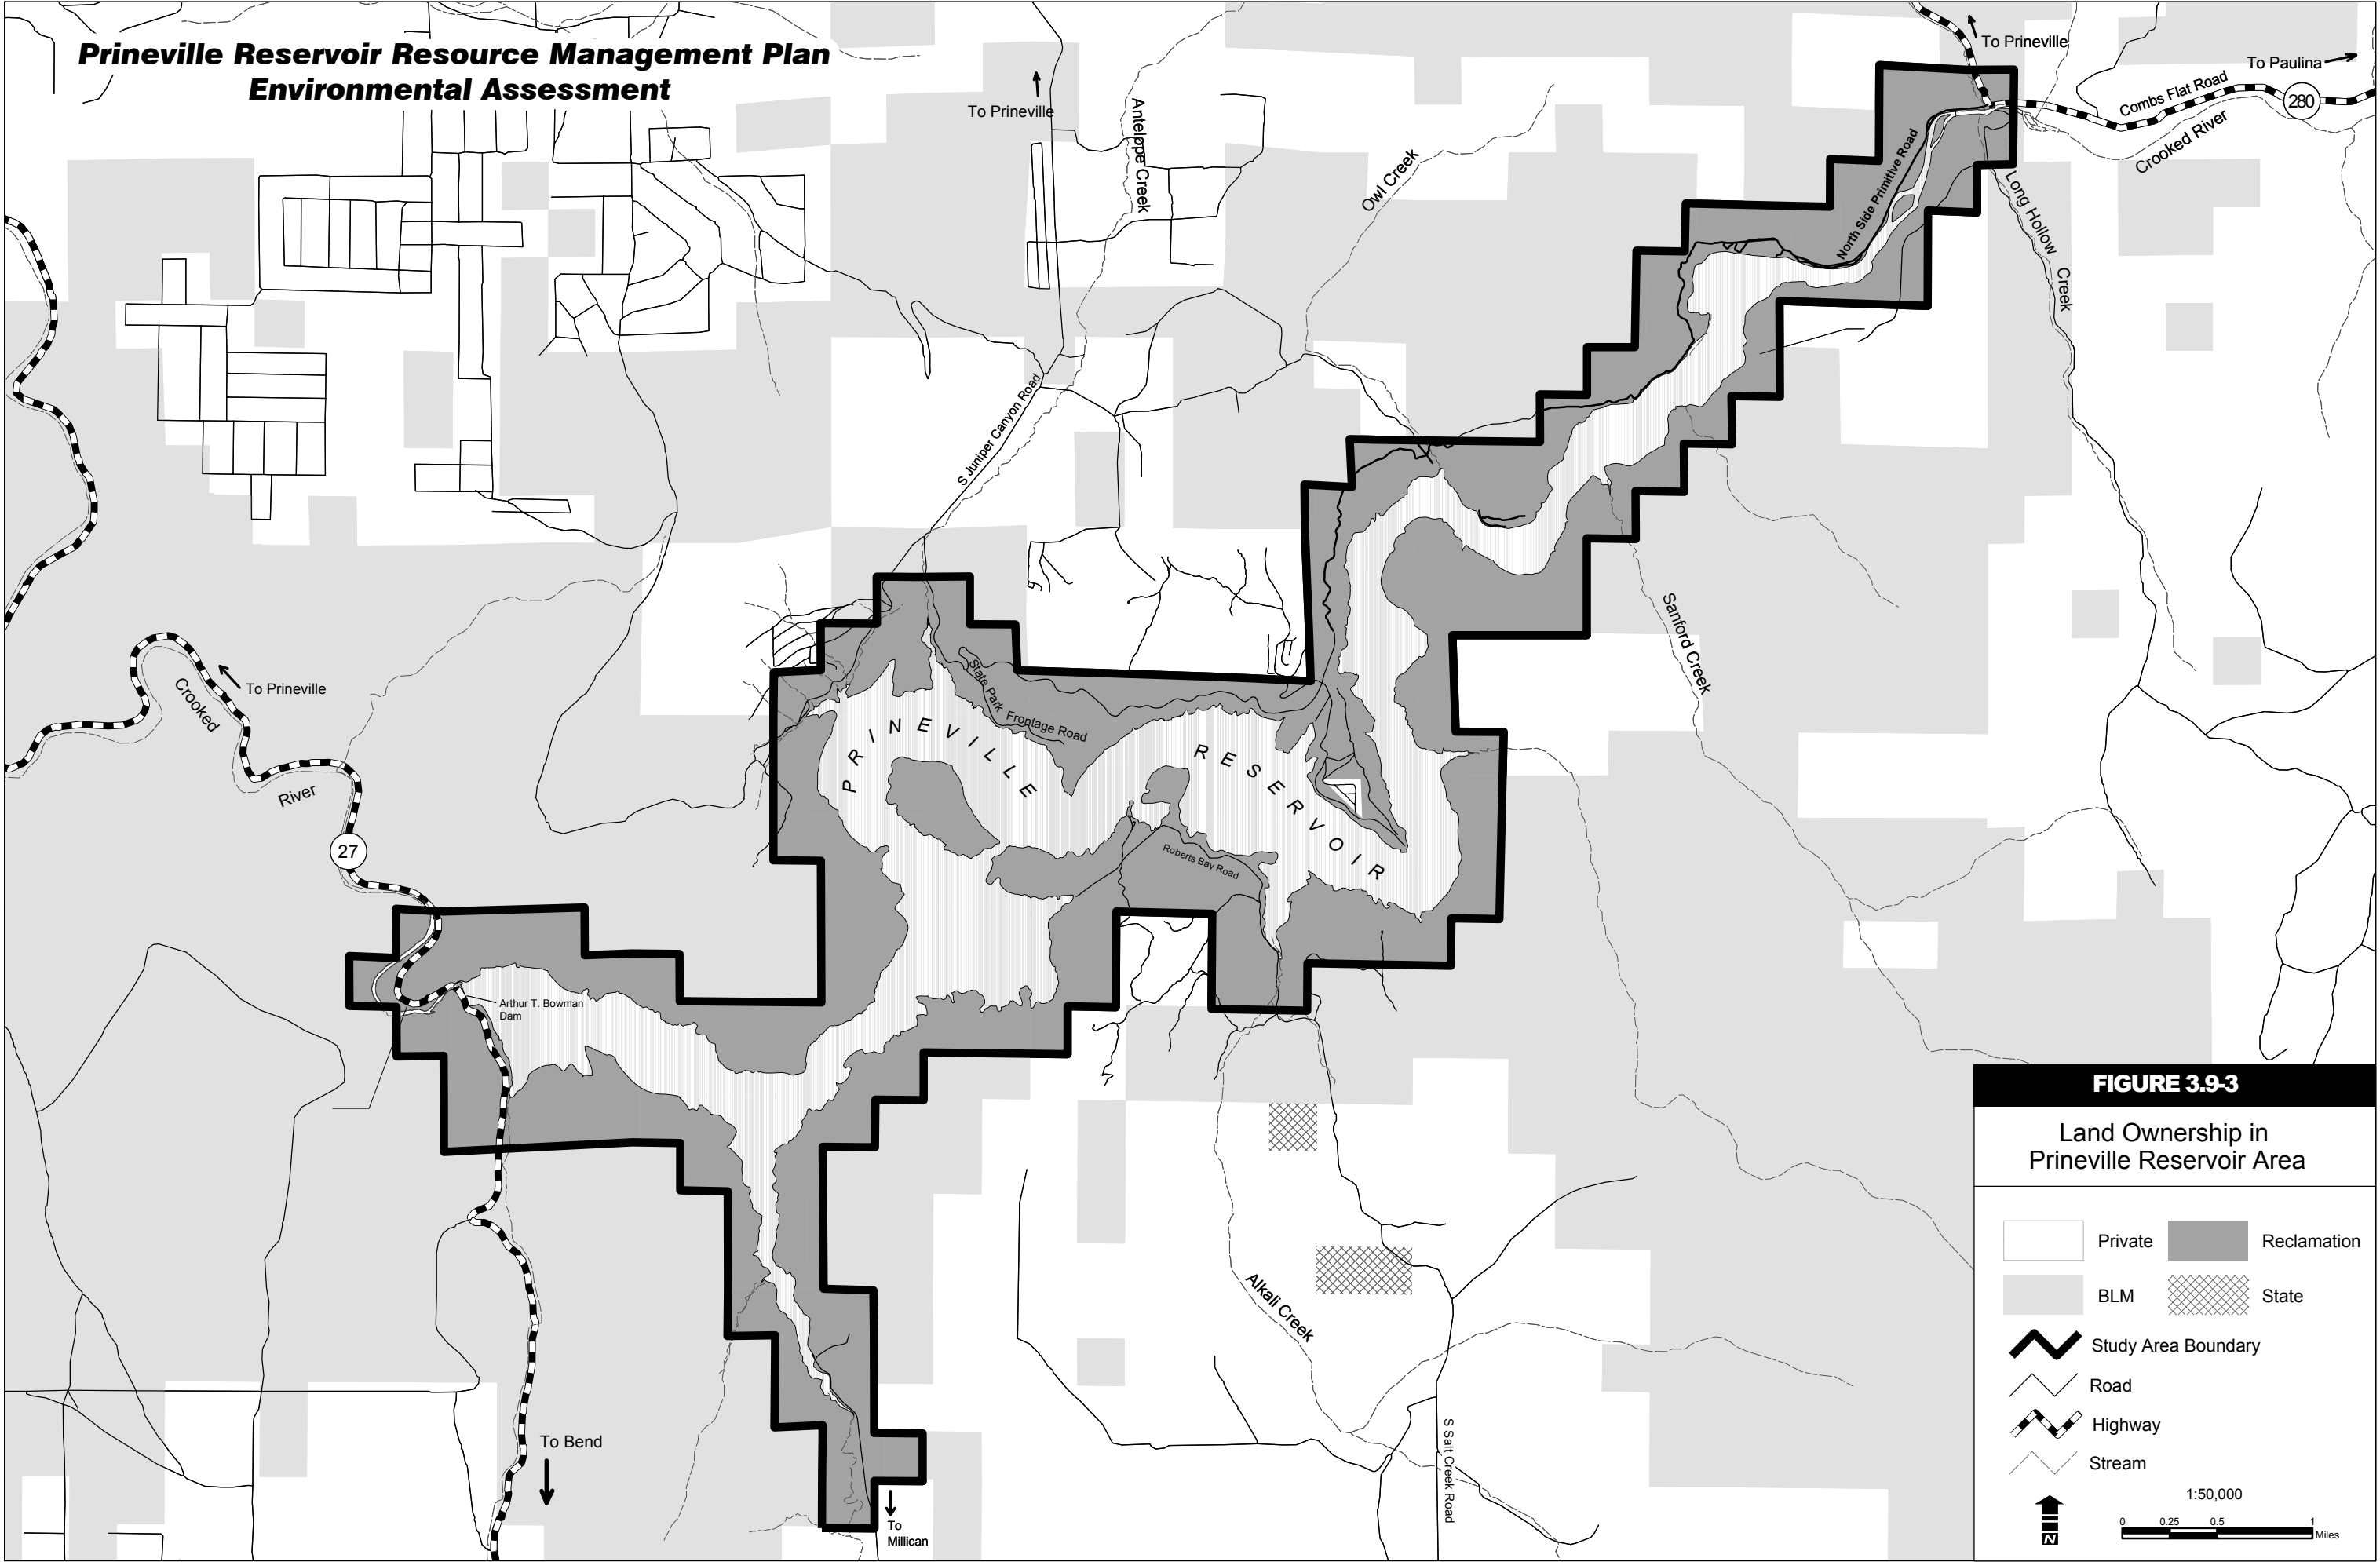 Prineville Reservoir Resource Management Plan
Environmental Assessment
To Prineville
To Paulina
Combs Flat Road
280
Crooked River
To Prineville
Antelope Creek
Owl Creek
North Side Primitive Road
Long Hollow
Creek
S Juniper Canyon Road
Sanford Creek
To Prineville
Crooked
River
27
State Park
Frontage Road
PRINEVILLE
RESERVOIR
Roberts Bay Road
Arthur T. Bowman
Dam
Alkali Creek
S Salt Creek Road
To Bend
To
Millican
FIGURE 3.9-3
Land Ownership in
Prineville Reservoir Area
Private
Reclamation
BLM
State
Study Area Boundary
Road
Highway
Stream
1:50,000
N
0 0.25 0.5 1
Miles